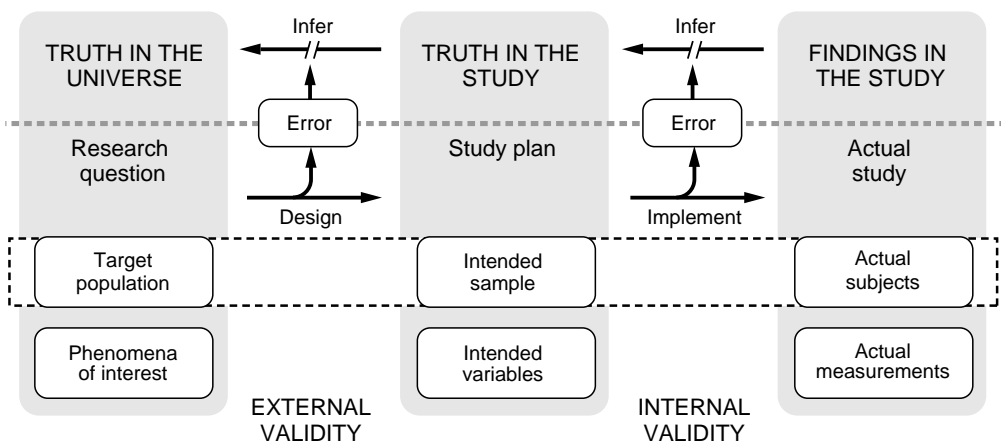 Infer
Infer
TRUTH IN THE
UNIVERSE
TRUTH IN THE
STUDY
FINDINGS IN
THE STUDY
Error
Error
Research
question
Study plan
Actual
study
Design
Implement
Target
population
Intended
sample
Actual
subjects
Phenomena
of interest
Intended
variables
Actual
measurements
EXTERNAL
VALIDITY
INTERNAL
VALIDITY